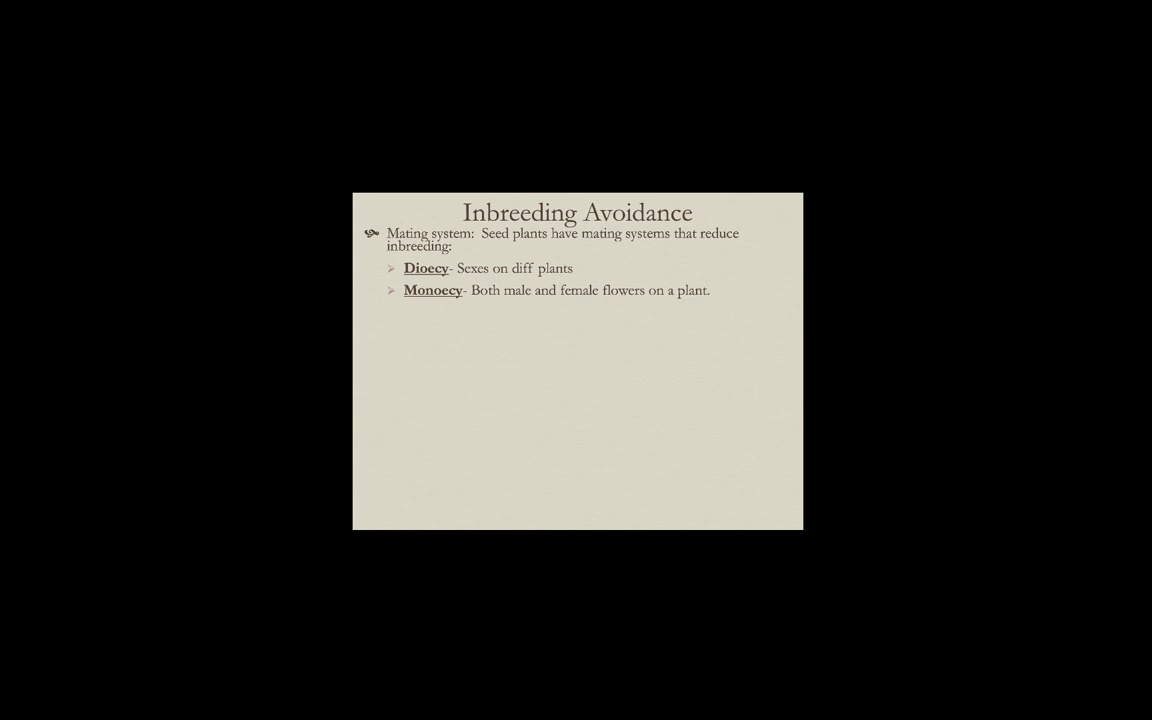 Inbreeding Avoidance
Mating system:  Seed plants have mating systems that reduce
inbreeding:
Dioecy- Sexes on diff plants
Monoecy- Both male and female flowers on a plant.